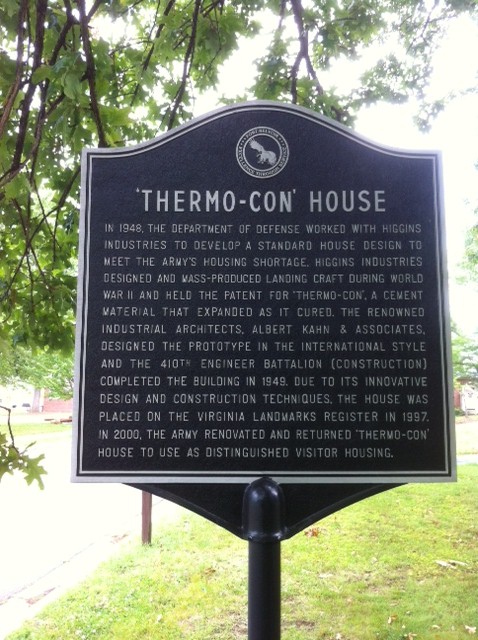 'THERMO-CON' HOUSE
IN 1948, THE DEPARTMENT OF DEFENSE WORKED WITH HIGGINS
INDUSTRIES TO DEVELOP A STANDARD HOUSE DESIGN TO
MEET THE ARMY'S HOUSING SHORTAGE. HIGGINS INDUSTRIES
DESIGNED AND MASS-PRODUCED LANDING CRAFT DURING WORLD
WAR II AND HELD THE PATENT FOR 'THERMO-CON', A CEMENT
MATERIAL THAT EXPANDED AS IT CURED. THE RENOWNED
INDUSTRIAL ARCHITECTS, ALBERT KAHN & ASSOCIATES,
DESIGNED THE PROTOTYPE IN THE INTERNATIONAL STYLE
AND THE 410TH ENGINEER BATTALION (CONSTRUCTION)
COMPLETED THE BUILDING IN 1949. DUE TO ITS INNOVATIVE
DESIGN AND CONSTRUCTION TECHNIQUES, THE HOUSE WAS
PLACED ON THE VIRGINIA LANDMARKS REGISTER IN 1997.
IN 2000, THE ARMY RENOVATED AND RETURNED 'THERMO-CON'
HOUSE TO USE AS DISTINGUISHED VISITOR HOUSING.